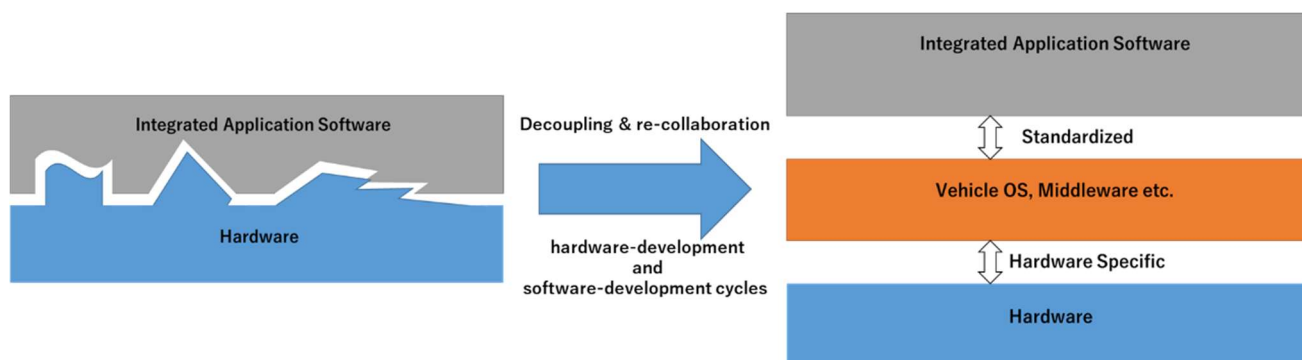 Integrated Application Software
Hardware
Decoupling & re-collaboration
hardware-development
and
software-development cycles
Integrated Application Software
Standardized
Vehicle OS, Middleware etc.
Hardware Specific
Hardware